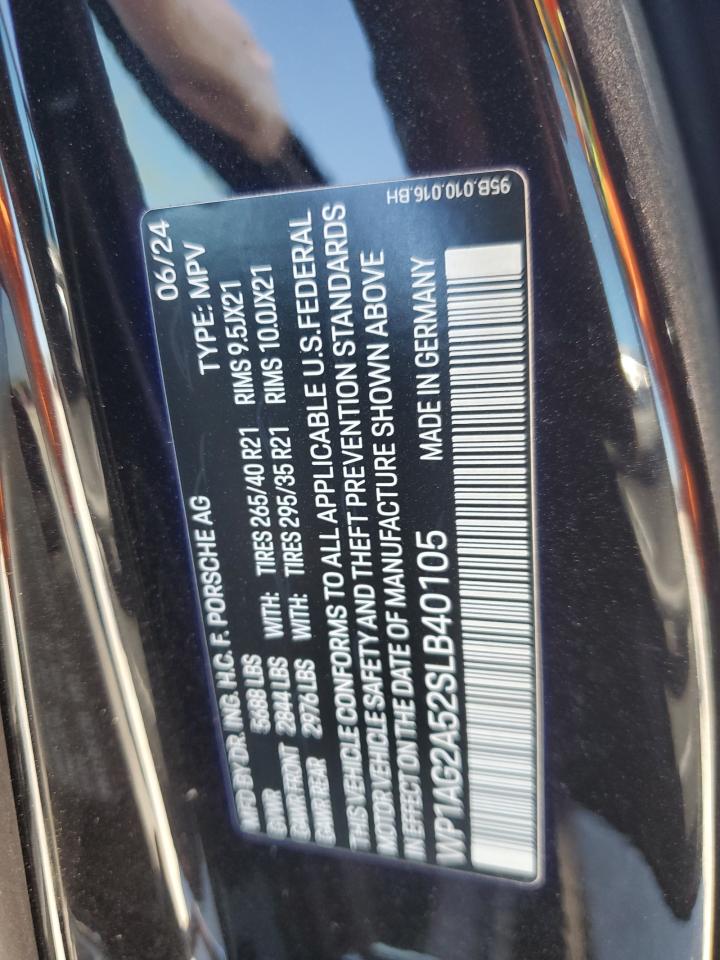 06/24
MFD BY DR. ING. H.C. F. PORSCHE AG TYPE: MPV
GVWR 5688 LBS
GAWR FRONT 2844 LBS WITH: TIRES 265/40 R21 RIMS 9.5JX21
GAWR REAR 2976 LBS WITH: TIRES 295/35 R21 RIMS 10.0JX21
THIS VEHICLE CONFORMS TO ALL APPLICABLE U.S. FEDERAL
MOTOR VEHICLE SAFETY AND THEFT PREVENTION STANDARDS
IN EFFECT ON THE DATE OF MANUFACTURE SHOWN ABOVE
WP1AG2A52SLB40105 MADE IN GERMANY
95B.010.016.BH